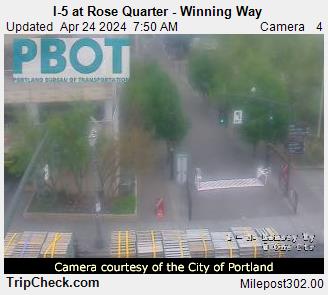 I-5 at Rose Quarter - Winning Way
Updated Apr 24 2024 7:50 AM Camera 4
PBOT
PORTLAND BUREAU OF TRANSPORTATION
Camera courtesy of the City of Portland
TripCheck.com Milepost302.00